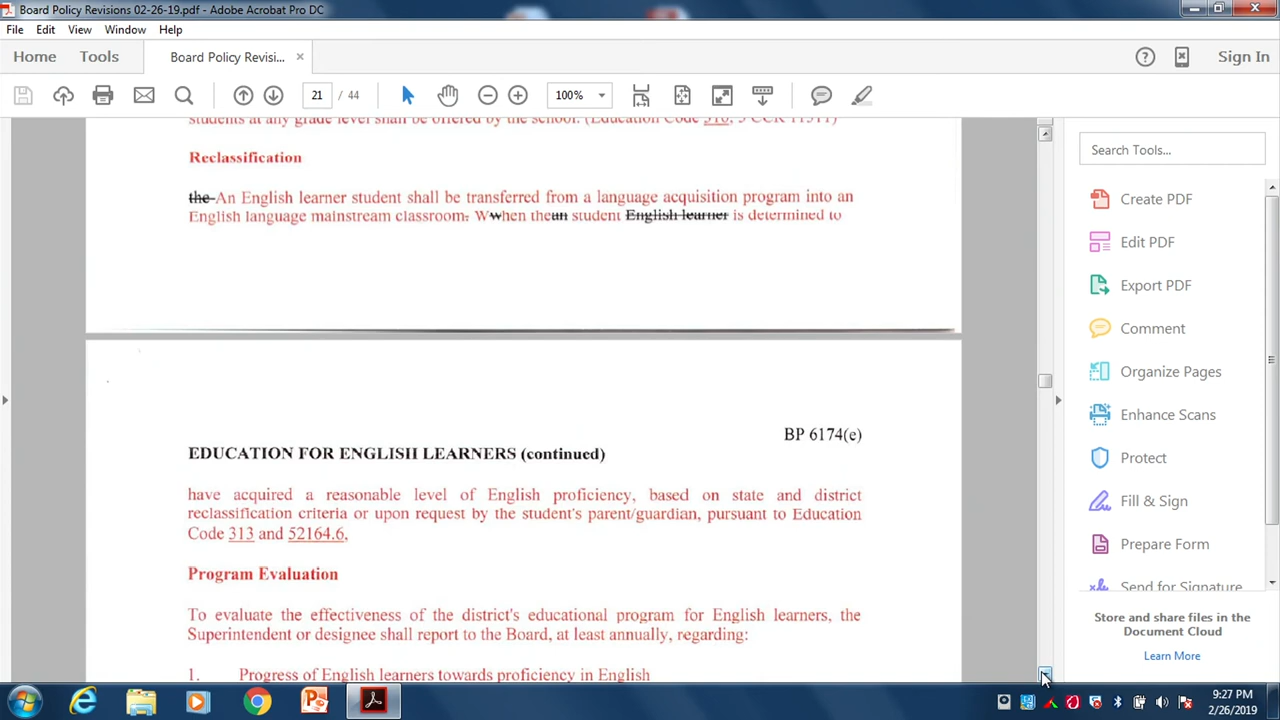 Board Policy Revisions 02-26-19.pdf - Adobe Acrobat Pro DC
File Edit View Window Help
Home Tools Board Policy Revisi... × Sign In
21 / 44 100%
students at any grade level shall be offered by the school. (Education Code 310, 5 CCR 11311)
Reclassification
the An English learner student shall be transferred from a language acquisition program into an
English language mainstream classroom. Wwhen thean student English learner is determined to
BP 6174(e)
EDUCATION FOR ENGLISH LEARNERS (continued)
have acquired a reasonable level of English proficiency, based on state and district
reclassification criteria or upon request by the student's parent/guardian, pursuant to Education
Code 313 and 52164.6,
Program Evaluation
To evaluate the effectiveness of the district's educational program for English learners, the
Superintendent or designee shall report to the Board, at least annually, regarding:
1. Progress of English learners towards proficiency in English
Search Tools...
Create PDF
Edit PDF
Export PDF
Comment
Organize Pages
Enhance Scans
Protect
Fill & Sign
Prepare Form
Send for Signature
Store and share files in the
Document Cloud
Learn More
9:27 PM
2/26/2019